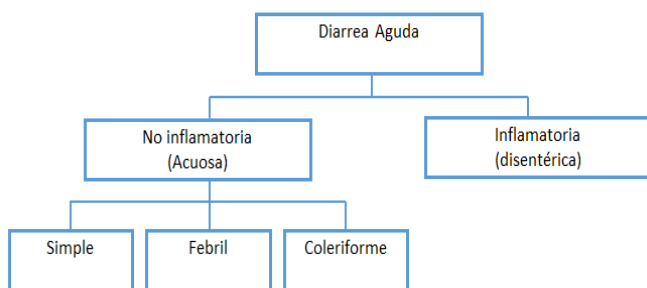 Diarrea Aguda
No inflamatoria
(Acuosa)
Inflamatoria
(disentérica)
Simple
Febril
Coleriforme